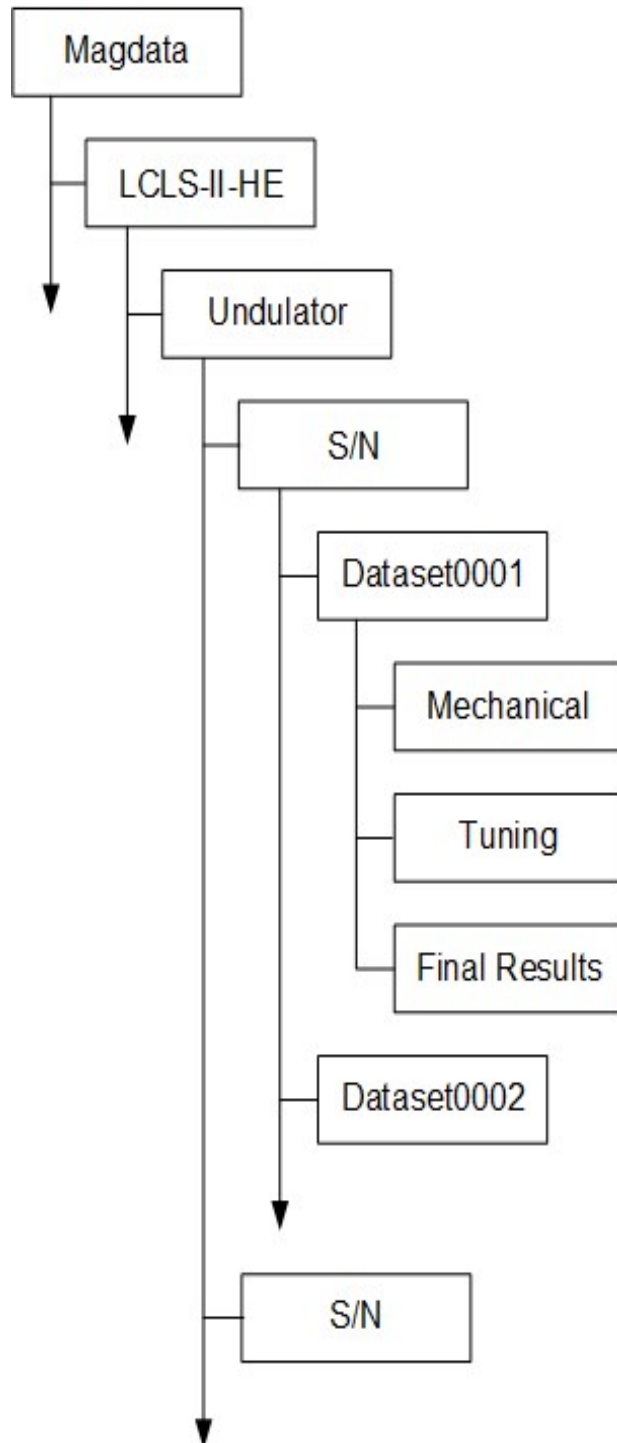 Magdata
LCLS-II-HE
Undulator
S/N
Dataset0001
Mechanical
Tuning
Final Results
Dataset0002
S/N